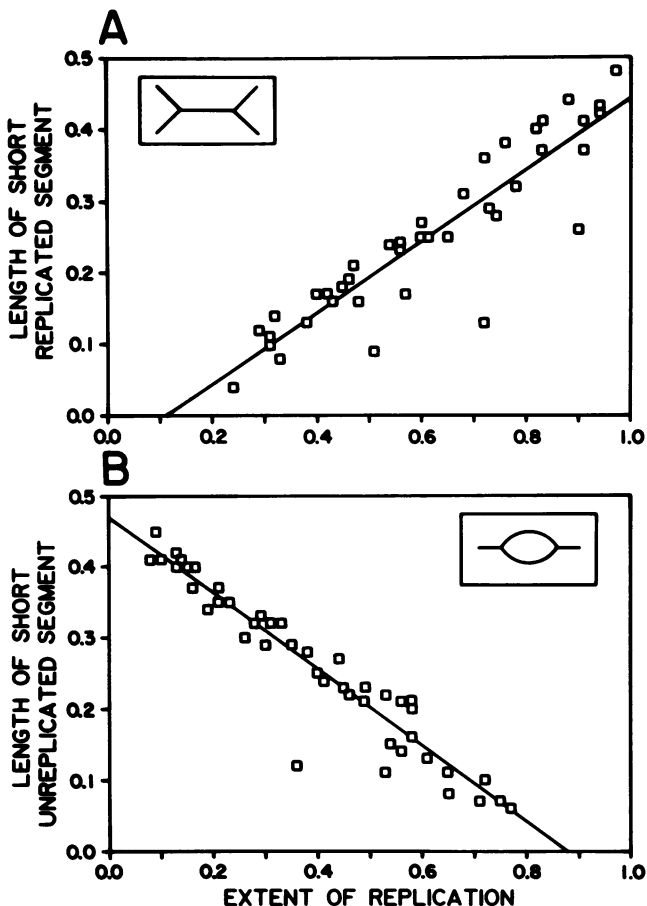 A
LENGTH OF SHORT
REPLICATED SEGMENT
0.5
0.4
0.3
0.2
0.1
0.0
0.0 0.2 0.4 0.6 0.8 1.0
B
LENGTH OF SHORT
UNREPLICATED SEGMENT
0.5
0.4
0.3
0.2
0.1
0.0
0.0 0.2 0.4 0.6 0.8 1.0
EXTENT OF REPLICATION